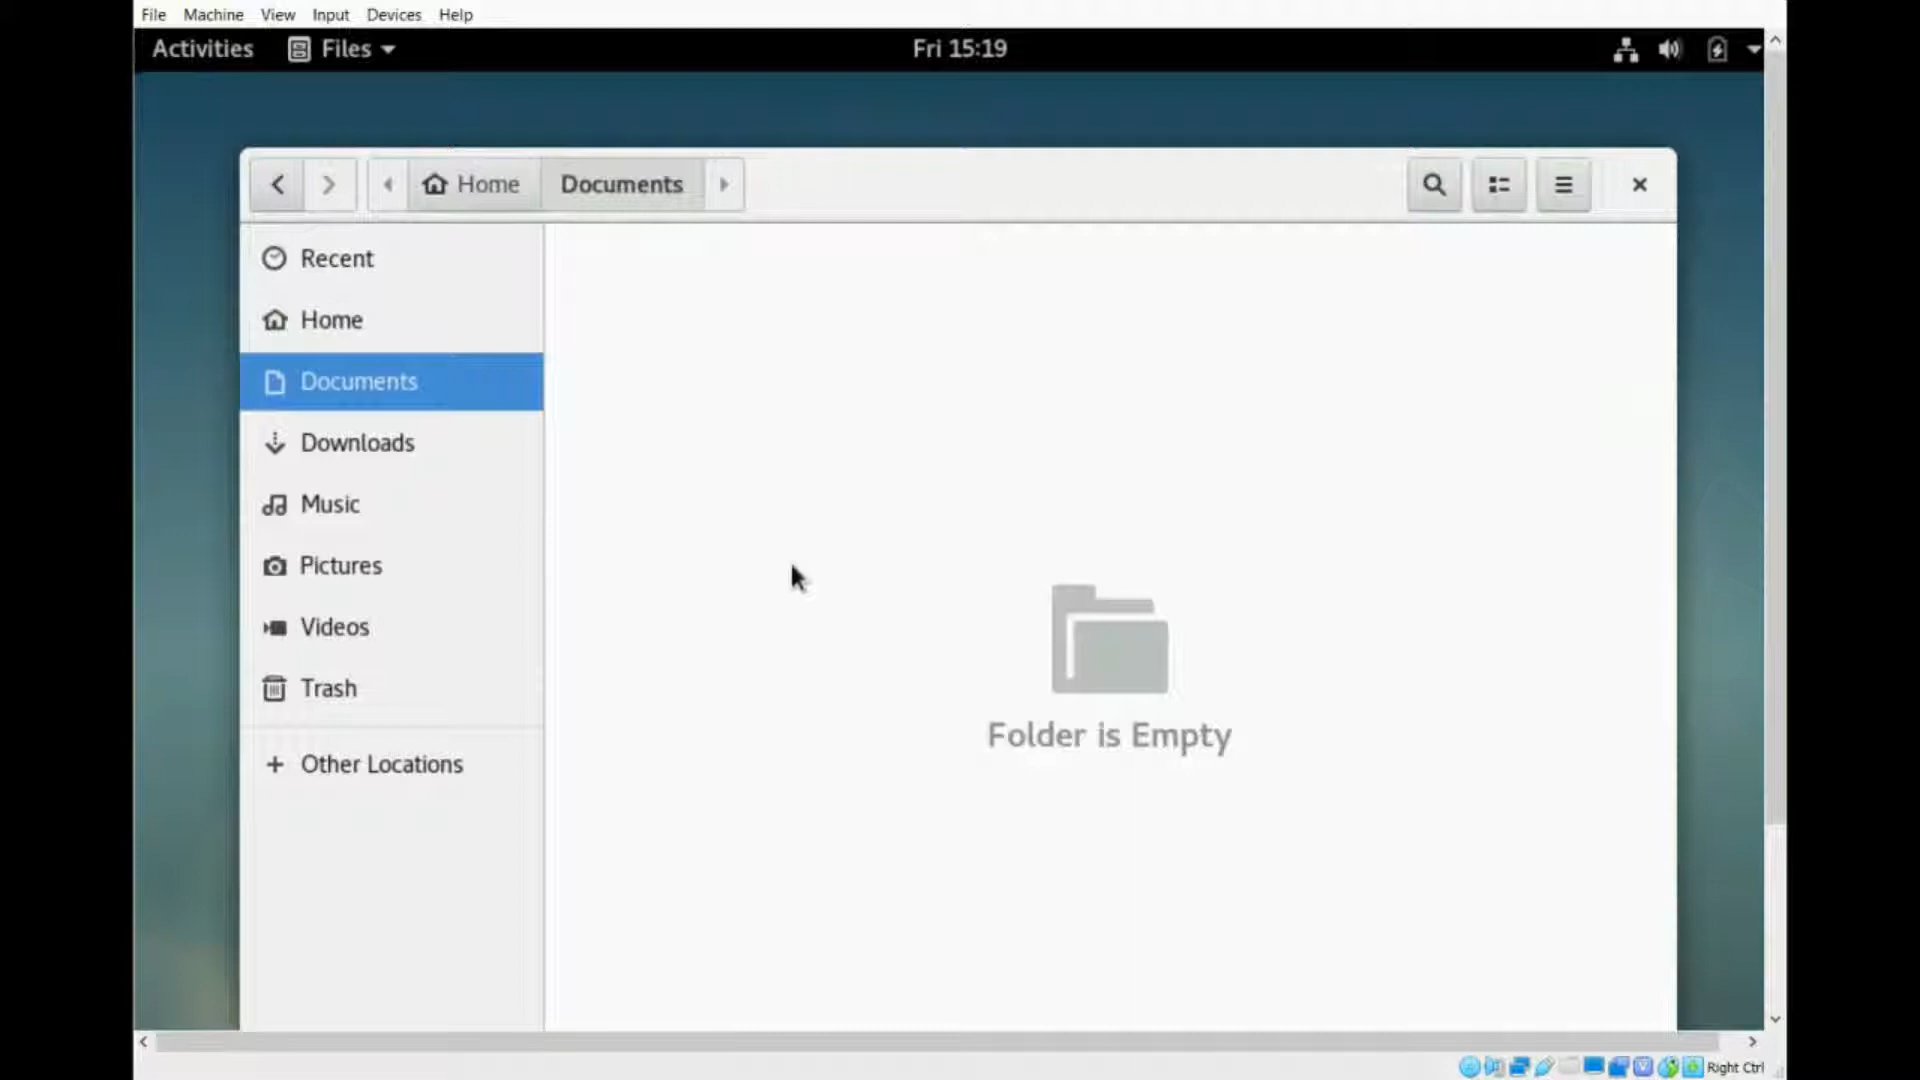 File Machine View Input Devices Help
Activities Files Fri 15:19
Home Documents
Recent
Home
Documents
Downloads
Music
Pictures
Videos
Trash
Other Locations
Folder is Empty
Right Ctrl